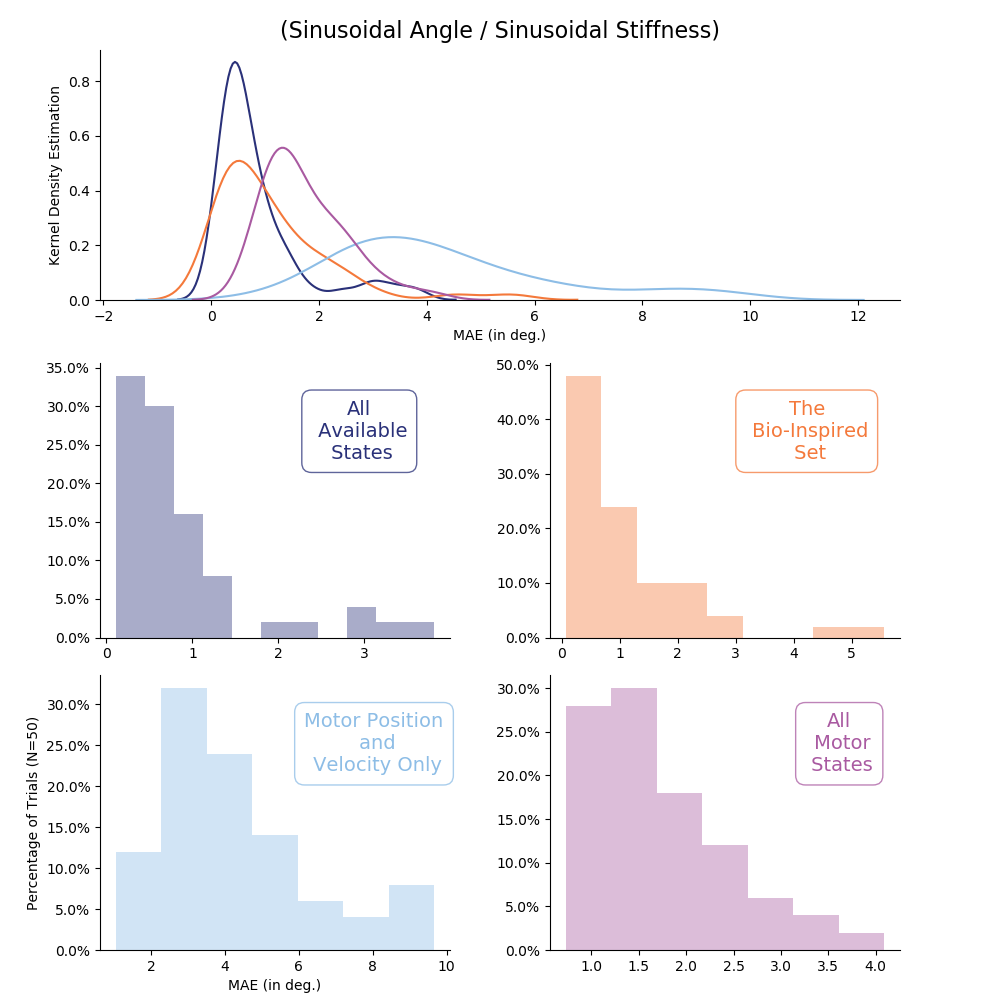 (Sinusoidal Angle / Sinusoidal Stiffness)
Kernel Density Estimation
0.8
0.6
0.4
0.2
0.0
−2 0 2 4 6 8 10 12
MAE (in deg.)
35.0%
30.0%
25.0%
20.0%
15.0%
10.0%
5.0%
0.0%
0 1 2 3
All
Available
States
50.0%
40.0%
30.0%
20.0%
10.0%
0.0%
0 1 2 3 4 5
The
Bio-Inspired
Set
Percentage of Trials (N=50)
30.0%
25.0%
20.0%
15.0%
10.0%
5.0%
0.0%
2 4 6 8 10
MAE (in deg.)
Motor Position
and
Velocity Only
30.0%
25.0%
20.0%
15.0%
10.0%
5.0%
0.0%
1.0 1.5 2.0 2.5 3.0 3.5 4.0
All
Motor
States